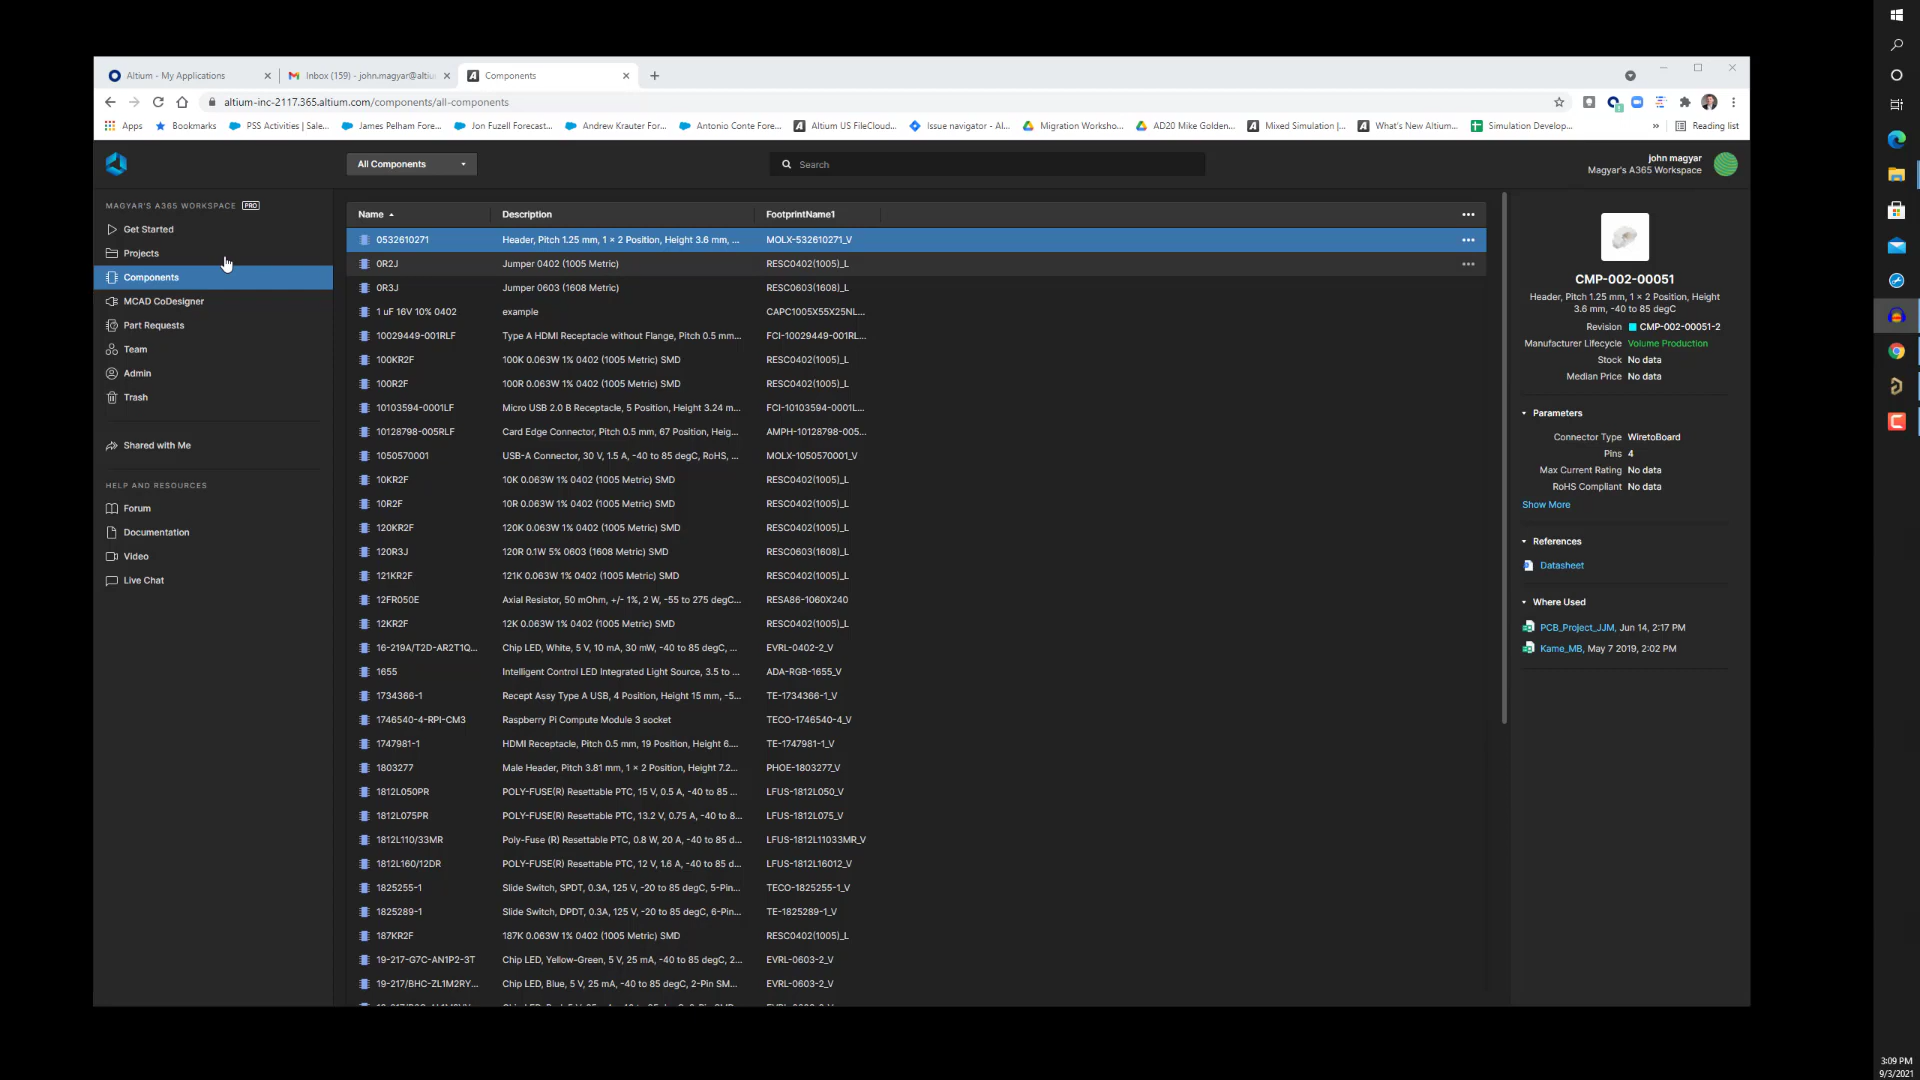 Altium - My Applications
Inbox (159) - john.magyar@altiu
Components
altium-inc-2117.365.altium.com/components/all-components
Apps
Bookmarks
PSS Activities | Sale...
James Pelham Fore...
Jon Fuzell Forecast...
Andrew Krauter For...
Antonio Conte Fore...
Altium US FileCloud...
Issue navigator - Al...
Migration Worksho...
AD20 Mike Golden...
Mixed Simulation |...
What's New Altium...
Simulation Develop...
»
Reading list
All Components
Search
john magyar
Magyar's A365 Workspace
MAGYAR'S A365 WORKSPACE PRO
Get Started
Projects
Components
MCAD CoDesigner
Part Requests
Team
Admin
Trash
Shared with Me
HELP AND RESOURCES
Forum
Documentation
Video
Live Chat
Name Description FootprintName1
0532610271 Header, Pitch 1.25 mm, 1 × 2 Position, Height 3.6 mm, ... MOLX-532610271_V
0R2J Jumper 0402 (1005 Metric) RESC0402(1005)_L
0R3J Jumper 0603 (1608 Metric) RESC0603(1608)_L
1 uF 16V 10% 0402 example CAPC1005X55X25NL...
10029449-001RLF Type A HDMI Receptacle without Flange, Pitch 0.5 mm... FCI-10029449-001RL...
100KR2F 100K 0.063W 1% 0402 (1005 Metric) SMD RESC0402(1005)_L
100R2F 100R 0.063W 1% 0402 (1005 Metric) SMD RESC0402(1005)_L
10103594-0001LF Micro USB 2.0 B Receptacle, 5 Position, Height 3.24 m... FCI-10103594-0001L...
10128798-005RLF Card Edge Connector, Pitch 0.5 mm, 67 Position, Heig... AMPH-10128798-005...
1050570001 USB-A Connector, 30 V, 1.5 A, -40 to 85 degC, RoHS, ... MOLX-1050570001_V
10KR2F 10K 0.063W 1% 0402 (1005 Metric) SMD RESC0402(1005)_L
10R2F 10R 0.063W 1% 0402 (1005 Metric) SMD RESC0402(1005)_L
120KR2F 120K 0.063W 1% 0402 (1005 Metric) SMD RESC0402(1005)_L
120R3J 120R 0.1W 5% 0603 (1608 Metric) SMD RESC0603(1608)_L
121KR2F 121K 0.063W 1% 0402 (1005 Metric) SMD RESC0402(1005)_L
12FR050E Axial Resistor, 50 mOhm, +/- 1%, 2 W, -55 to 275 degC... RESA86-1060X240
12KR2F 12K 0.063W 1% 0402 (1005 Metric) SMD RESC0402(1005)_L
16-219A/T2D-AR2T1Q... Chip LED, White, 5 V, 10 mA, 30 mW, -40 to 85 degC, ... EVRL-0402-2_V
1655 Intelligent Control LED Integrated Light Source, 3.5 to ... ADA-RGB-1655_V
1734366-1 Recept Assy Type A USB, 4 Position, Height 15 mm, -5... TE-1734366-1_V
1746540-4-RPI-CM3 Raspberry Pi Compute Module 3 socket TECO-1746540-4_V
1747981-1 HDMI Receptacle, Pitch 0.5 mm, 19 Position, Height 6.... TE-1747981-1_V
1803277 Male Header, Pitch 3.81 mm, 1 × 2 Position, Height 7.2... PHOE-1803277_V
1812L050PR POLY-FUSE(R) Resettable PTC, 15 V, 0.5 A, -40 to 85 ... LFUS-1812L050_V
1812L075PR POLY-FUSE(R) Resettable PTC, 13.2 V, 0.75 A, -40 to 8... LFUS-1812L075_V
1812L110/33MR Poly-Fuse (R) Resettable PTC, 0.8 W, 20 A, -40 to 85 d... LFUS-1812L11033MR_V
1812L160/12DR POLY-FUSE(R) Resettable PTC, 12 V, 1.6 A, -40 to 85 d... LFUS-1812L16012_V
1825255-1 Slide Switch, SPDT, 0.3A, 125 V, -20 to 85 degC, 5-Pin... TECO-1825255-1_V
1825289-1 Slide Switch, DPDT, 0.3A, 125 V, -20 to 85 degC, 6-Pin... TE-1825289-1_V
187KR2F 187K 0.063W 1% 0402 (1005 Metric) SMD RESC0402(1005)_L
19-217-G7C-AN1P2-3T Chip LED, Yellow-Green, 5 V, 25 mA, -40 to 85 degC, 2... EVRL-0603-2_V
19-217/BHC-ZL1M2RY... Chip LED, Blue, 5 V, 25 mA, -40 to 85 degC, 2-Pin SM... EVRL-0603-2_V
CMP-002-00051
Header, Pitch 1.25 mm, 1 × 2 Position, Height
3.6 mm, -40 to 85 degC
Revision CMP-002-00051-2
Manufacturer Lifecycle Volume Production
Stock No data
Median Price No data
Parameters
Connector Type WiretoBoard
Pins 4
Max Current Rating No data
RoHS Compliant No data
Show More
References
Datasheet
Where Used
PCB_Project_JJM, Jun 14, 2:17 PM
Kame_MB, May 7 2019, 2:02 PM
3:09 PM
9/3/2021